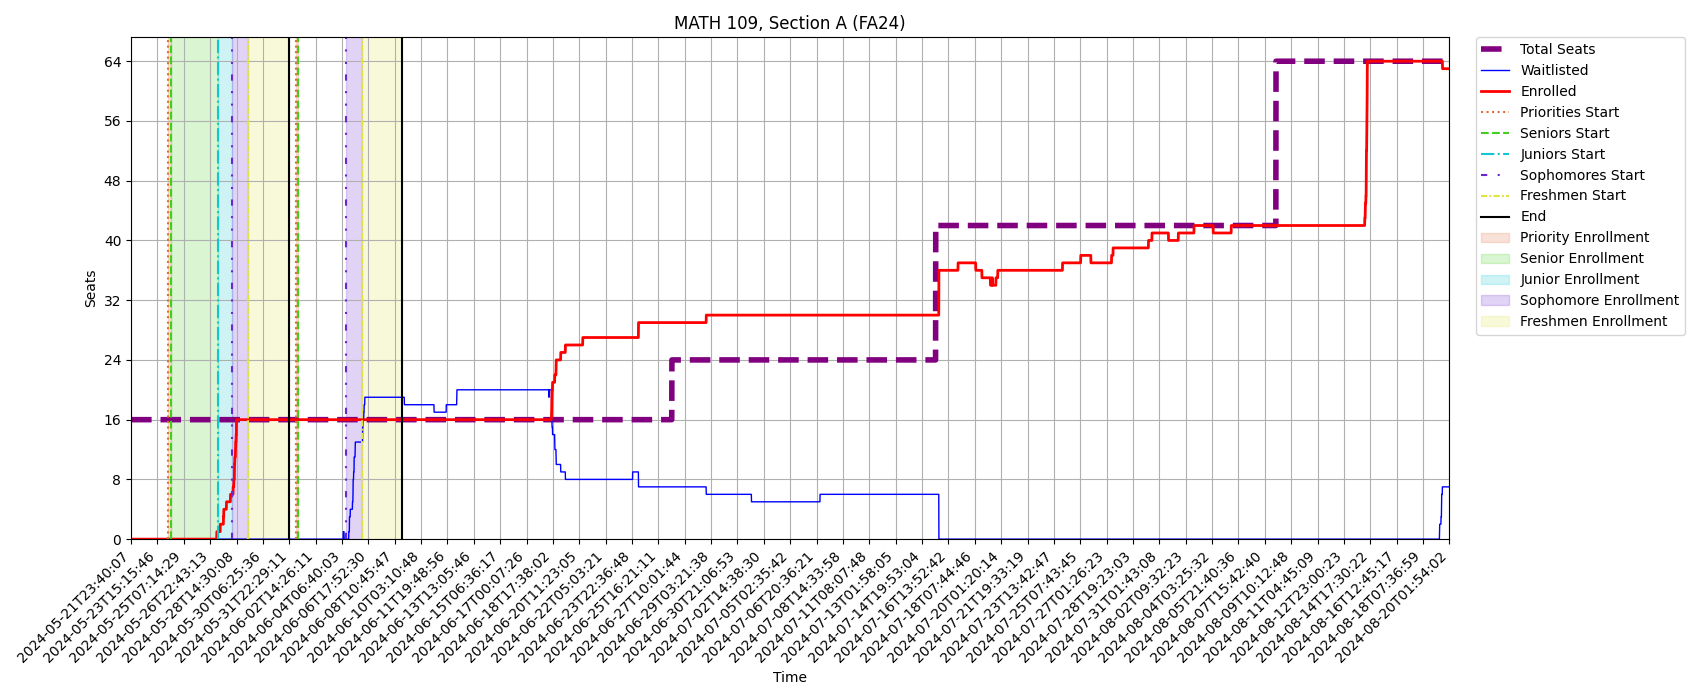 MATH 109, Section A (FA24)
64
56
48
40
32
24
16
8
0
Seats
2024-05-21T23:40:07
2024-05-23T15:15:46
2024-05-25T07:14:29
2024-05-26T22:43:13
2024-05-28T14:30:08
2024-05-30T06:25:36
2024-05-31T22:29:11
2024-06-02T14:26:11
2024-06-04T06:40:03
2024-06-06T17:52:30
2024-06-08T10:45:47
2024-06-10T03:10:48
2024-06-11T19:48:56
2024-06-13T13:05:46
2024-06-15T06:36:17
2024-06-17T00:07:26
2024-06-18T17:38:02
2024-06-20T11:23:05
2024-06-22T05:03:21
2024-06-23T22:36:48
2024-06-25T16:21:11
2024-06-27T10:01:44
2024-06-29T03:21:38
2024-06-30T21:06:53
2024-07-02T14:38:30
2024-07-05T02:35:42
2024-07-06T20:36:21
2024-07-08T14:33:58
2024-07-11T08:07:48
2024-07-13T01:58:05
2024-07-14T19:53:04
2024-07-16T13:52:42
2024-07-18T07:44:46
2024-07-20T01:20:14
2024-07-21T19:33:19
2024-07-23T13:42:47
2024-07-25T07:43:45
2024-07-27T01:26:23
2024-07-28T19:23:03
2024-07-31T01:43:08
2024-08-02T09:32:23
2024-08-04T03:25:32
2024-08-05T21:40:36
2024-08-07T15:42:40
2024-08-09T10:12:48
2024-08-11T04:45:09
2024-08-12T23:00:23
2024-08-14T17:30:22
2024-08-16T12:45:17
2024-08-18T07:36:59
2024-08-20T01:54:02
Time
Total Seats
Waitlisted
Enrolled
Priorities Start
Seniors Start
Juniors Start
Sophomores Start
Freshmen Start
End
Priority Enrollment
Senior Enrollment
Junior Enrollment
Sophomore Enrollment
Freshmen Enrollment